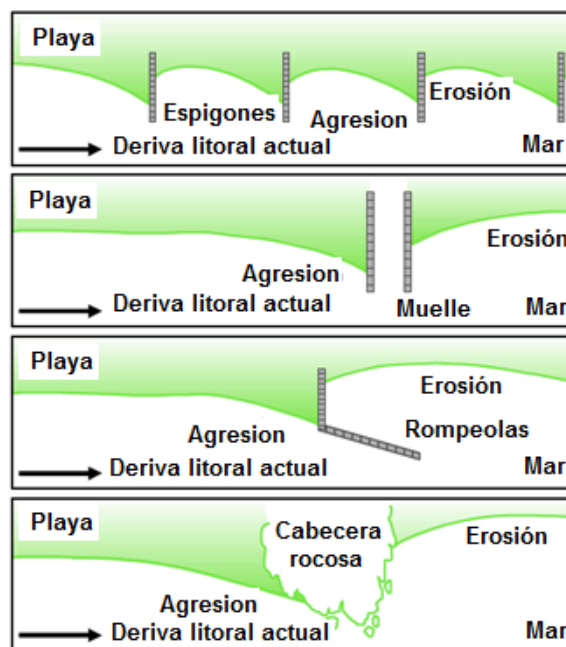 Playa
Espigones
Agresion
Erosión
Deriva litoral actual
Mar
Playa
Erosión
Agresion
Deriva litoral actual
Muelle
Mar
Playa
Erosión
Agresion
Rompeolas
Deriva litoral actual
Mar
Playa
Cabecera
rocosa
Erosión
Agresion
Deriva litoral actual
Mar